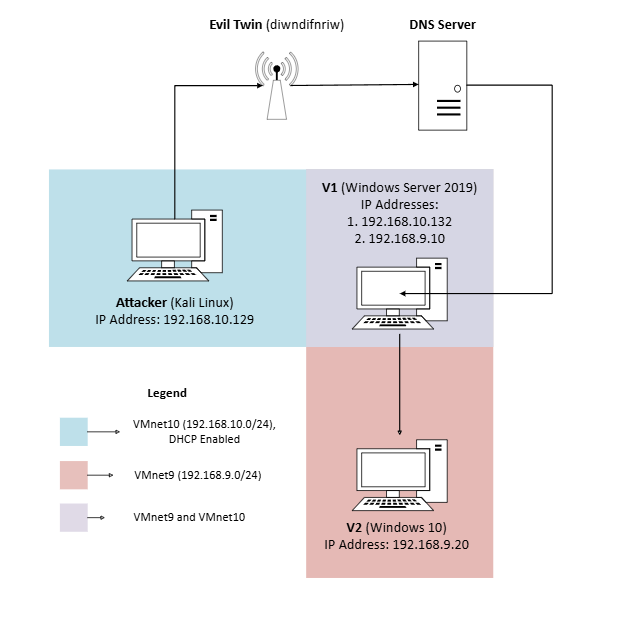 Evil Twin (diwndifnriw)
DNS Server
V1 (Windows Server 2019)
IP Addresses:
1. 192.168.10.132
2. 192.168.9.10
Attacker (Kali Linux)
IP Address: 192.168.10.129
Legend
VMnet10 (192.168.10.0/24),
DHCP Enabled
VMnet9 (192.168.9.0/24)
VMnet9 and VMnet10
V2 (Windows 10)
IP Address: 192.168.9.20